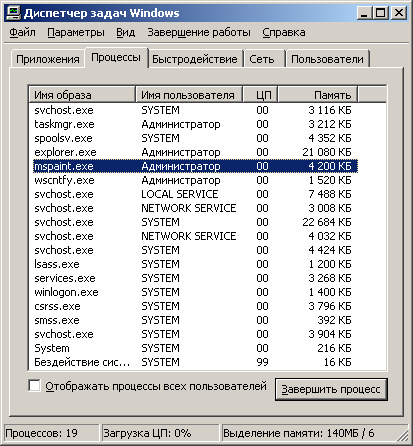 Диспетчер задач Windows
Файл Параметры Вид Завершение работы Справка
Приложения Процессы Быстродействие Сеть Пользователи
Имя образа Имя пользователя ЦП Память
svchost.exe SYSTEM 00 3 116 КБ
taskmgr.exe Администратор 00 3 212 КБ
spoolsv.exe SYSTEM 00 4 352 КБ
explorer.exe Администратор 00 21 080 КБ
mspaint.exe Администратор 00 4 200 КБ
wscntfy.exe Администратор 00 1 520 КБ
svchost.exe LOCAL SERVICE 00 7 488 КБ
svchost.exe NETWORK SERVICE 00 3 008 КБ
svchost.exe SYSTEM 00 22 684 КБ
svchost.exe NETWORK SERVICE 00 4 032 КБ
svchost.exe SYSTEM 00 4 424 КБ
lsass.exe SYSTEM 00 1 200 КБ
services.exe SYSTEM 00 3 268 КБ
winlogon.exe SYSTEM 00 1 400 КБ
csrss.exe SYSTEM 00 3 796 КБ
smss.exe SYSTEM 00 392 КБ
svchost.exe SYSTEM 00 3 904 КБ
System SYSTEM 00 216 КБ
Бездействие сис... SYSTEM 99 16 КБ
Отображать процессы всех пользователей Завершить процесс
Процессов: 19 Загрузка ЦП: 0% Выделение памяти: 140МБ / 6